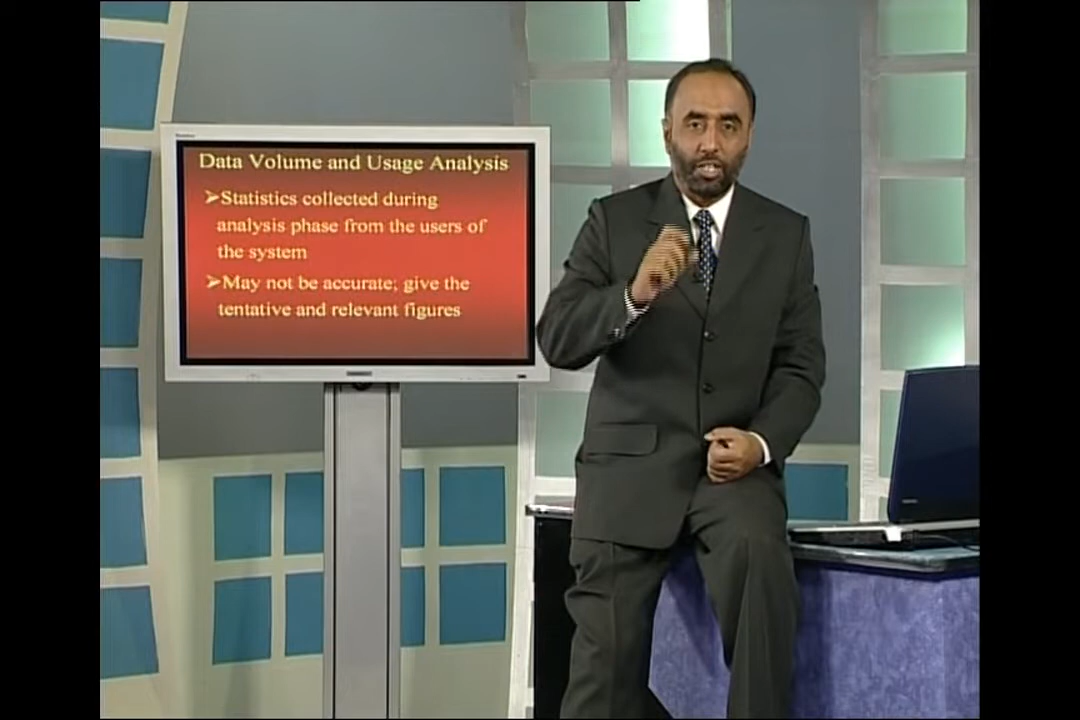 Data Volume and Usage Analysis
➢Statistics collected during
analysis phase from the users of
the system
➢May not be accurate; give the
tentative and relevant figures